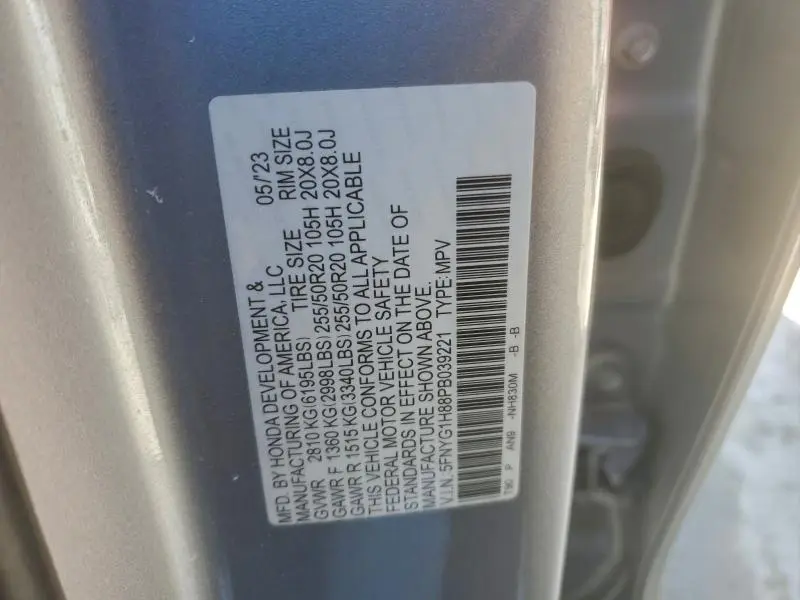 MFD. BY HONDA DEVELOPMENT & 05/'23
MANUFACTURING OF AMERICA, LLC
GVWR 2810 KG(6195LBS) TIRE SIZE RIM SIZE
GAWR F 1360 KG(2998LBS) 255/50R20 105H 20X8.0J
GAWR R 1515 KG(3340LBS) 255/50R20 105H 20X8.0J
THIS VEHICLE CONFORMS TO ALL APPLICABLE
FEDERAL MOTOR VEHICLE SAFETY
STANDARDS IN EFFECT ON THE DATE OF
MANUFACTURE SHOWN ABOVE.
V.I.N. 5FNYG1H88PB039221 TYPE:MPV
T90 P AN9 -NH830M -B -B